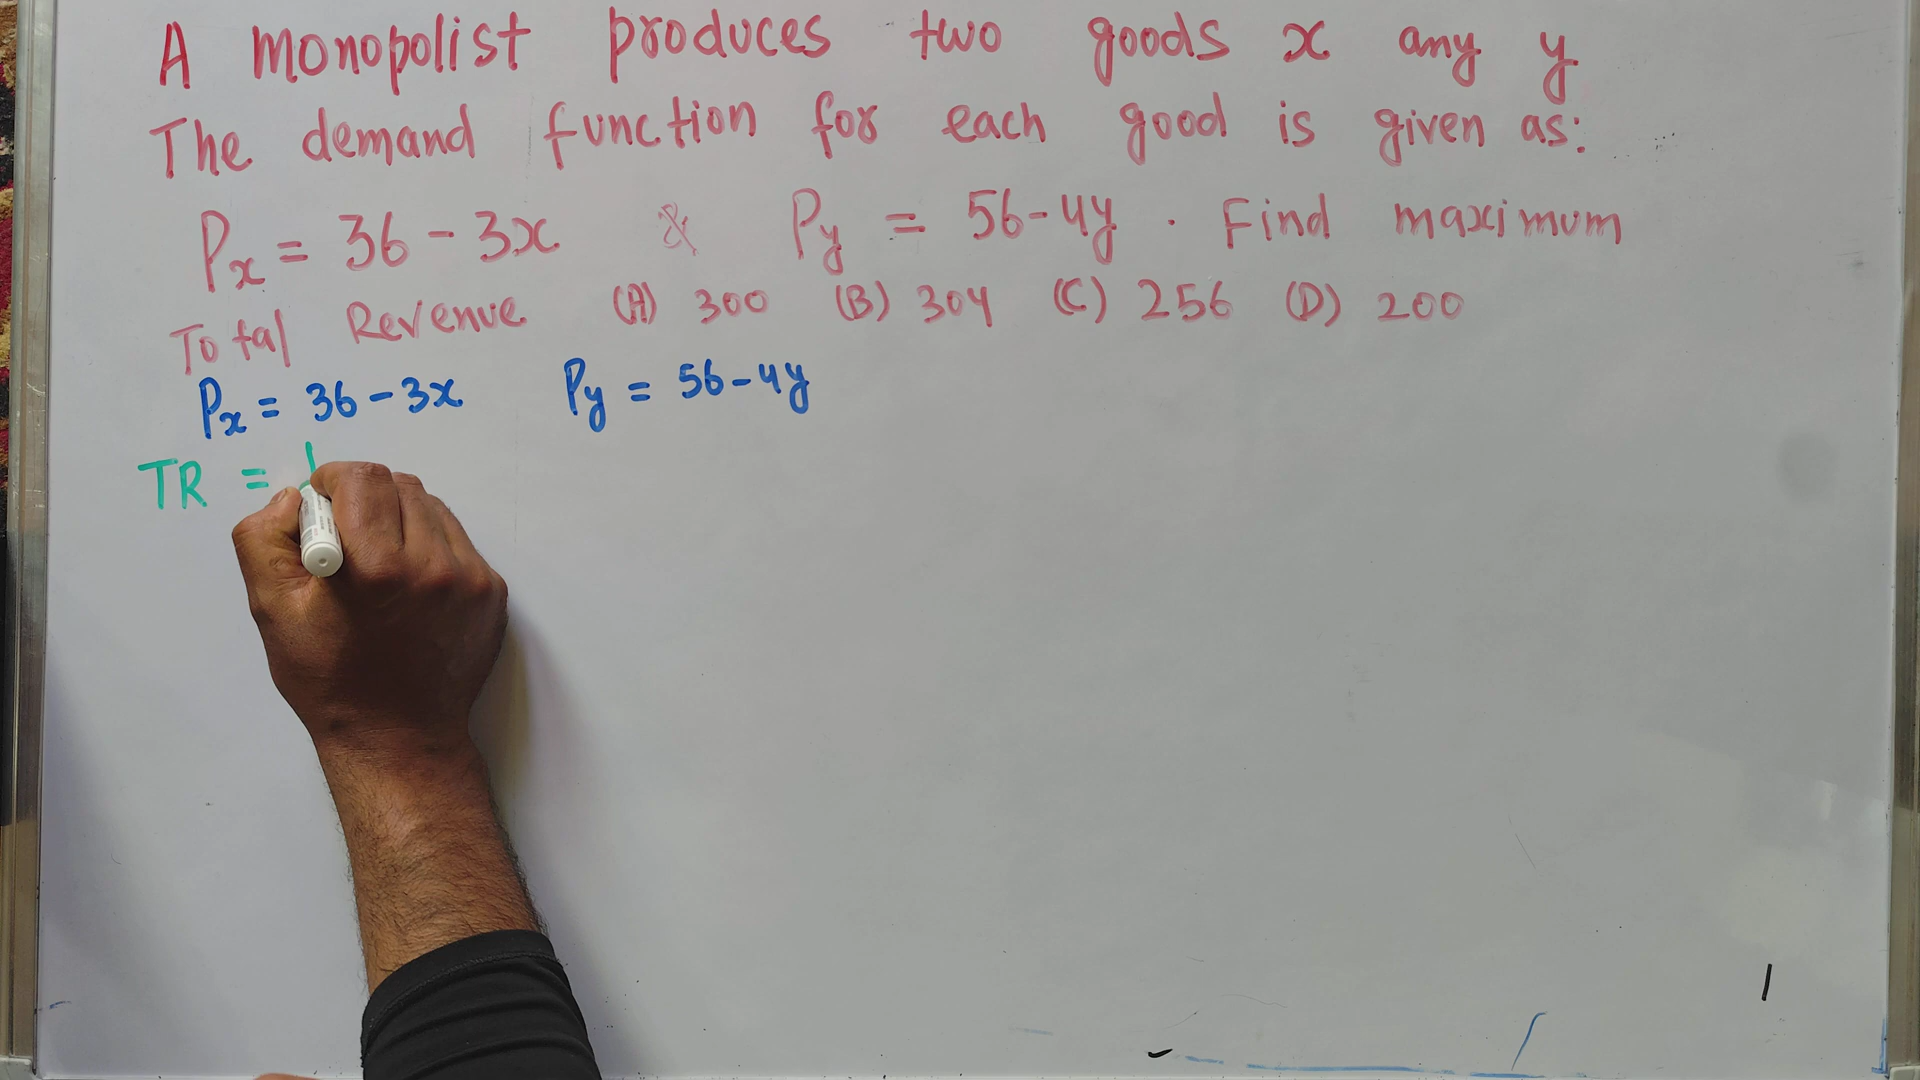 A monopolist produces two goods x any y
The demand function for each good is given as:
Px = 36 - 3x & Py = 56-4y . Find maximum
Total Revenue (A) 300 (B) 304 (C) 256 (D) 200
Px = 36 - 3x Py = 56-4y
TR =